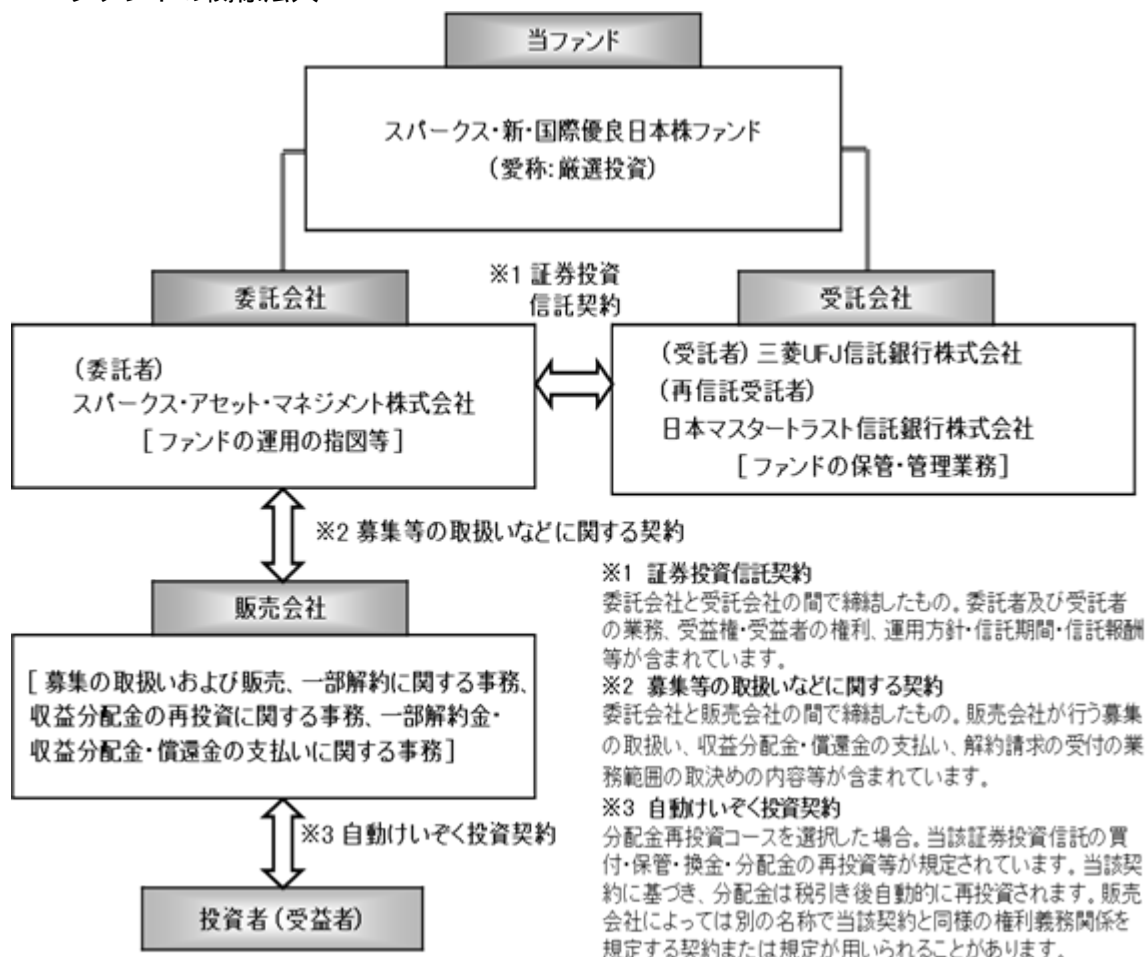 当ファンド
スパークス・新・国際優良日本株ファンド
(愛称:厳選投資)
※1 証券投資
信託契約
委託会社
(委託者)
スパークス・アセット・マネジメント株式会社
[ファンドの運用の指図等]
受託会社
(受託者) 三菱UFJ信託銀行株式会社
(再信託受託者)
日本マスタートラスト信託銀行株式会社
[ファンドの保管・管理業務]
※2 募集等の取扱いなどに関する契約
販売会社
[ 募集の取扱いおよび販売、一部解約に関する事務、
収益分配金の再投資に関する事務、一部解約金・
収益分配金・償還金の支払いに関する事務]
※3 自動けいぞく投資契約
投資者(受益者)
※1 証券投資信託契約
委託会社と受託会社の間で締結したもの。委託者及び受託者
の業務、受益権・受益者の権利、運用方針・信託期間・信託報酬
等が含まれています。
※2 募集等の取扱いなどに関する契約
委託会社と販売会社の間で締結したもの。販売会社が行う募集
の取扱い、収益分配金・償還金の支払い、解約請求の受付の業
務範囲の取決めの内容等が含まれています。
※3 自動けいぞく投資契約
分配金再投資コースを選択した場合。当該証券投資信託の買
付・保管・換金・分配金の再投資等が規定されています。当該契
約に基づき、分配金は税引き後自動的に再投資されます。販売
会社によっては別の名称で当該契約と同様の権利義務関係を
規定する契約または規定が用いられることがあります。